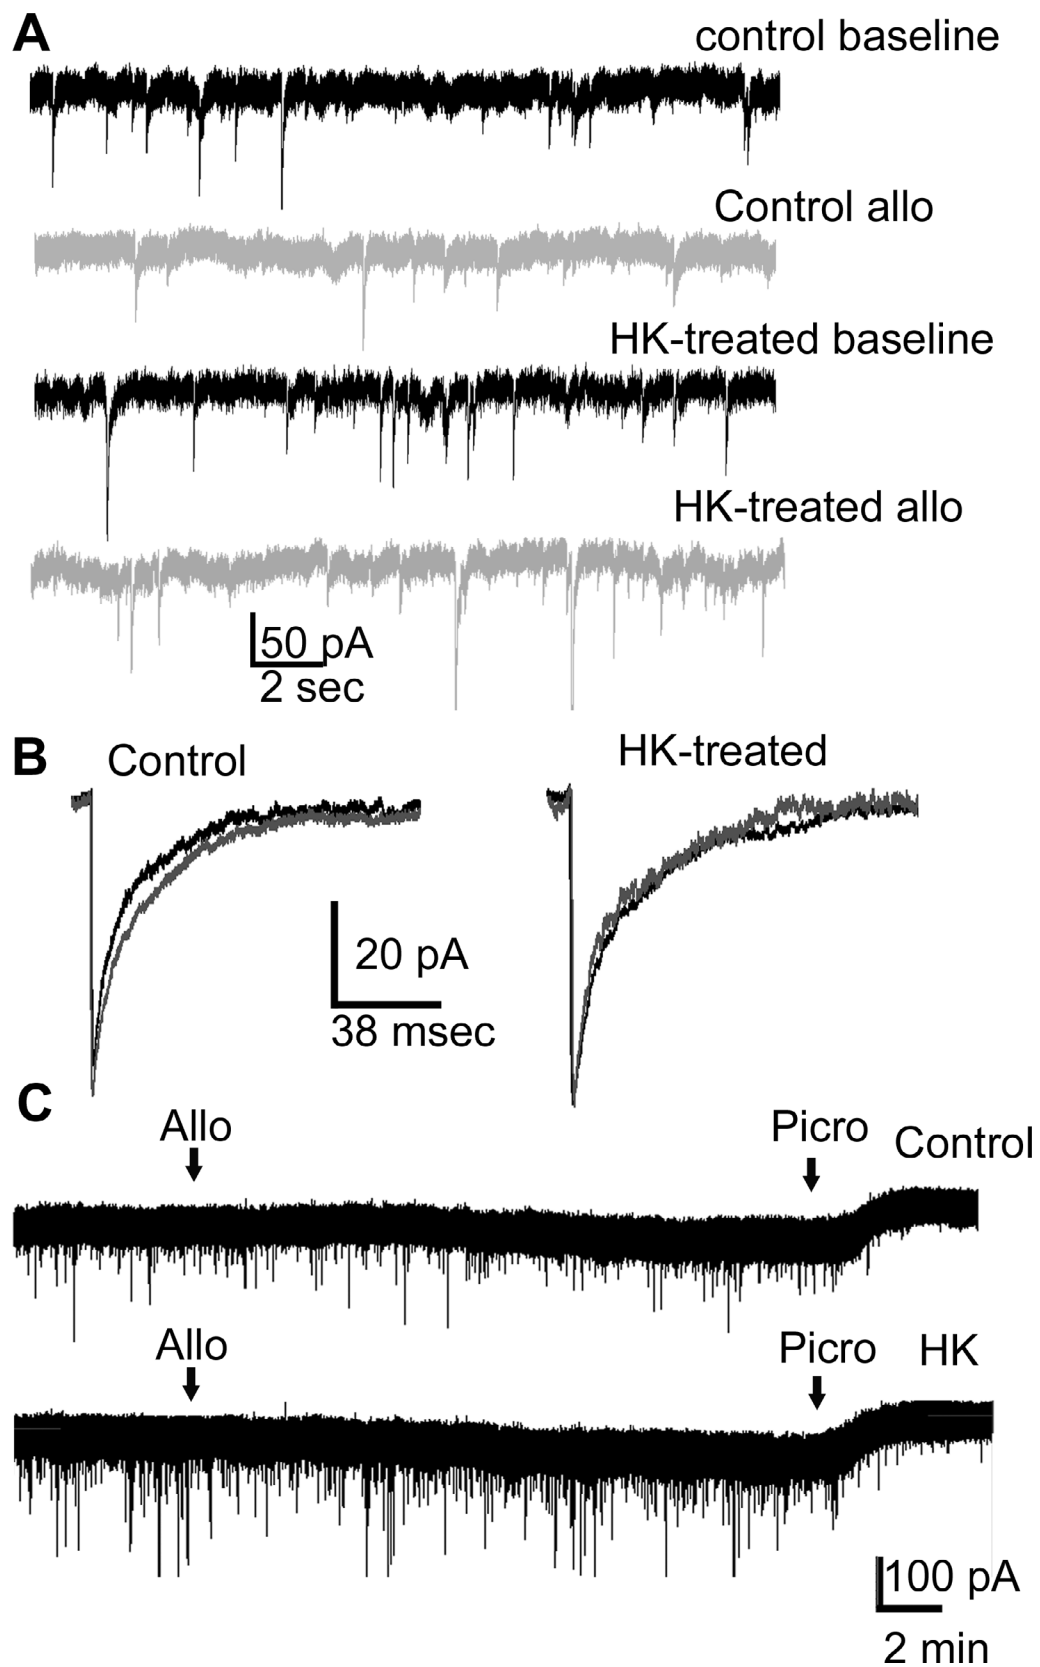 A
control baseline
Control allo
HK-treated baseline
HK-treated allo
50 pA
2 sec
B
Control
HK-treated
20 pA
38 msec
C
Allo
Picro
Control
Allo
Picro
HK
100 pA
2 min